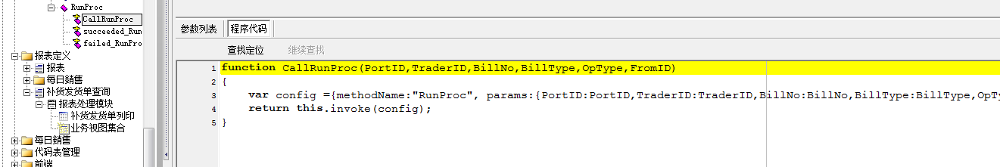 RunProc
CallRunProc
succeeded_Run
failed_RunPro
报表定义
报表
每日銷售
补货发货单查询
报表处理模块
补货发货单列印
业务视图集合
每日銷售
代码表管理
前端
参数列表 程序代码
查找定位 继续查找
1 function CallRunProc(PortID,TraderID,BillNo,BillType,OpType,FromID)
2 {
3 var config ={methodName:"RunProc", params:{PortID:PortID,TraderID:TraderID,BillNo:BillNo,BillType:BillType,OpTy
4 return this.invoke(config);
5 }